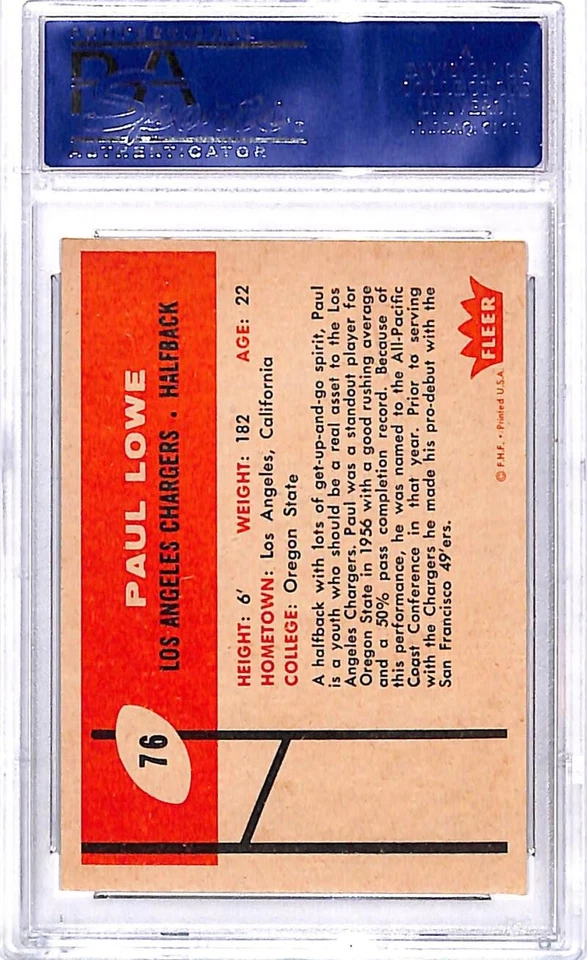 PSA
AUTHENTICATOR
76
PAUL LOWE
LOS ANGELES CHARGERS • HALFBACK
HEIGHT: 6' WEIGHT: 182 AGE: 22
HOMETOWN: Los Angeles, California
COLLEGE: Oregon State
A halfback with lots of get-up-and-go spirit, Paul
is a youth who should be a real asset to the Los
Angeles Chargers. Paul was a standout player for
Oregon State in 1956 with a good rushing average
and a 50% pass completion record. Because of
this performance, he was named to the All-Pacific
Coast Conference in that year. Prior to serving
with the Chargers he made his pro-debut with the
San Francisco 49'ers.
FLEER
© F.H.F. • Printed U.S.A.